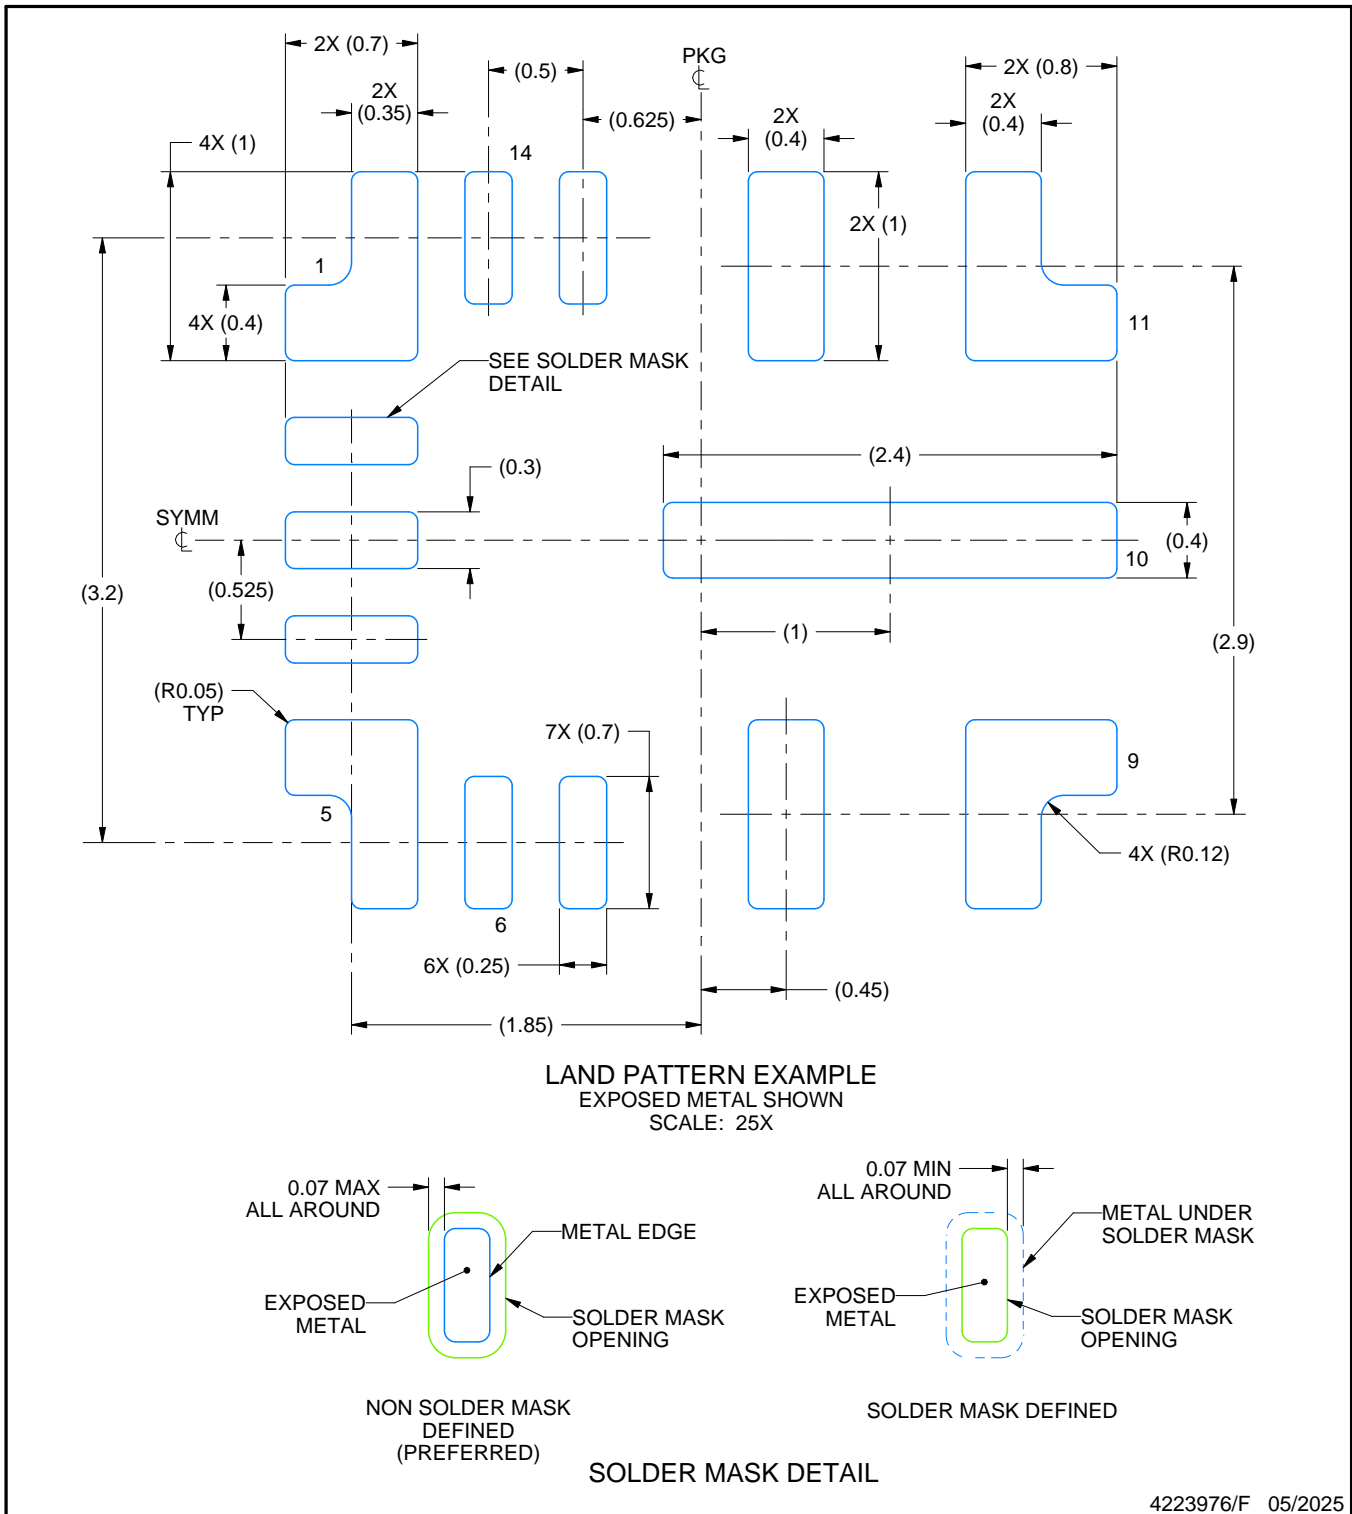 2X (0.7)
(0.5)
PKG
℄
2X (0.8)
2X
(0.35)
(0.625)
2X
(0.4)
2X
(0.4)
4X (1)
14
2X (1)
1
4X (0.4)
11
SEE SOLDER MASK
DETAIL
(2.4)
(0.3)
SYMM
℄
(0.4)
10
(3.2)
(0.525)
(1)
(2.9)
(R0.05)
TYP
7X (0.7)
9
5
4X (R0.12)
6
6X (0.25)
(0.45)
(1.85)
LAND PATTERN EXAMPLE
EXPOSED METAL SHOWN
SCALE: 25X
0.07 MAX
ALL AROUND
METAL EDGE
EXPOSED
METAL
SOLDER MASK
OPENING
NON SOLDER MASK
DEFINED
(PREFERRED)
0.07 MIN
ALL AROUND
METAL UNDER
SOLDER MASK
EXPOSED
METAL
SOLDER MASK
OPENING
SOLDER MASK DEFINED
SOLDER MASK DETAIL
4223976/F 05/2025